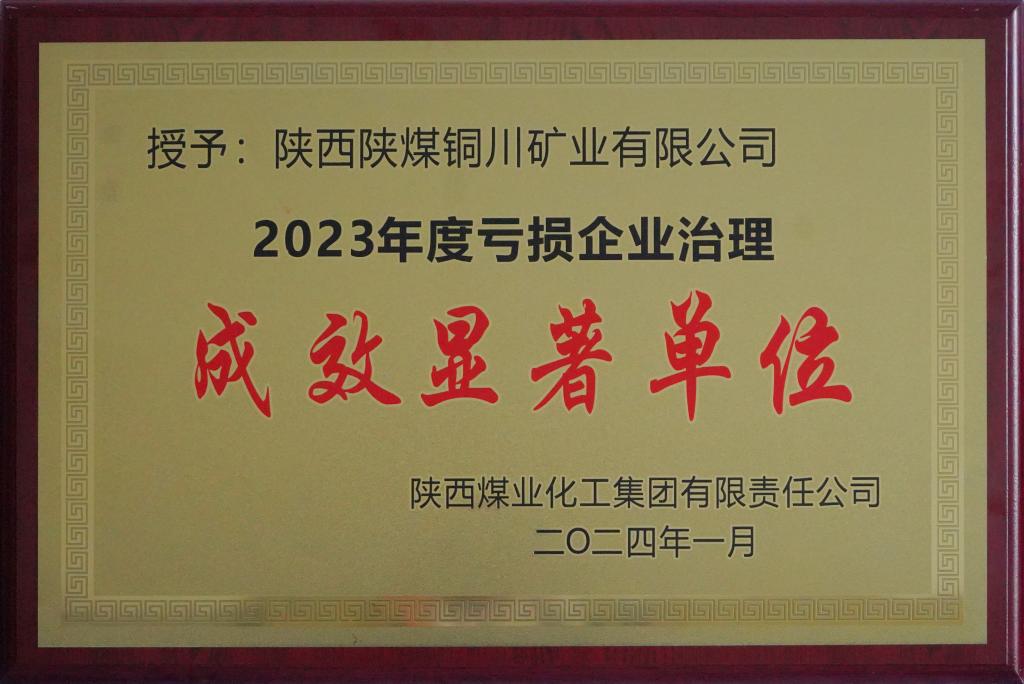 授予：陕西陕煤铜川矿业有限公司
2023年度亏损企业治理
成效显著单位
陕西煤业化工集团有限责任公司
二〇二四年一月